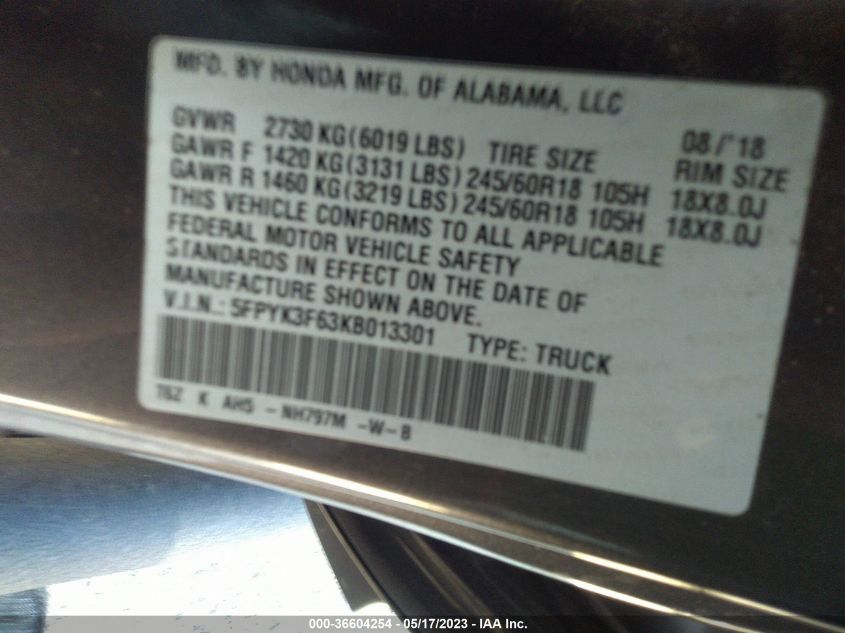 MFD. BY HONDA MFG. OF ALABAMA, LLC
08/'18
GVWR 2730 KG(6019 LBS) TIRE SIZE RIM SIZE
GAWR F 1420 KG(3131 LBS) 245/60R18 105H 18X8.0J
GAWR R 1460 KG(3219 LBS) 245/60R18 105H 18X8.0J
THIS VEHICLE CONFORMS TO ALL APPLICABLE
FEDERAL MOTOR VEHICLE SAFETY
STANDARDS IN EFFECT ON THE DATE OF
MANUFACTURE SHOWN ABOVE.
V.I.N.: 5FPYK3F63KB013301 TYPE: TRUCK
K AH5 - NH797M -W-B
000-36604254 - 05/17/2023 - IAA Inc.